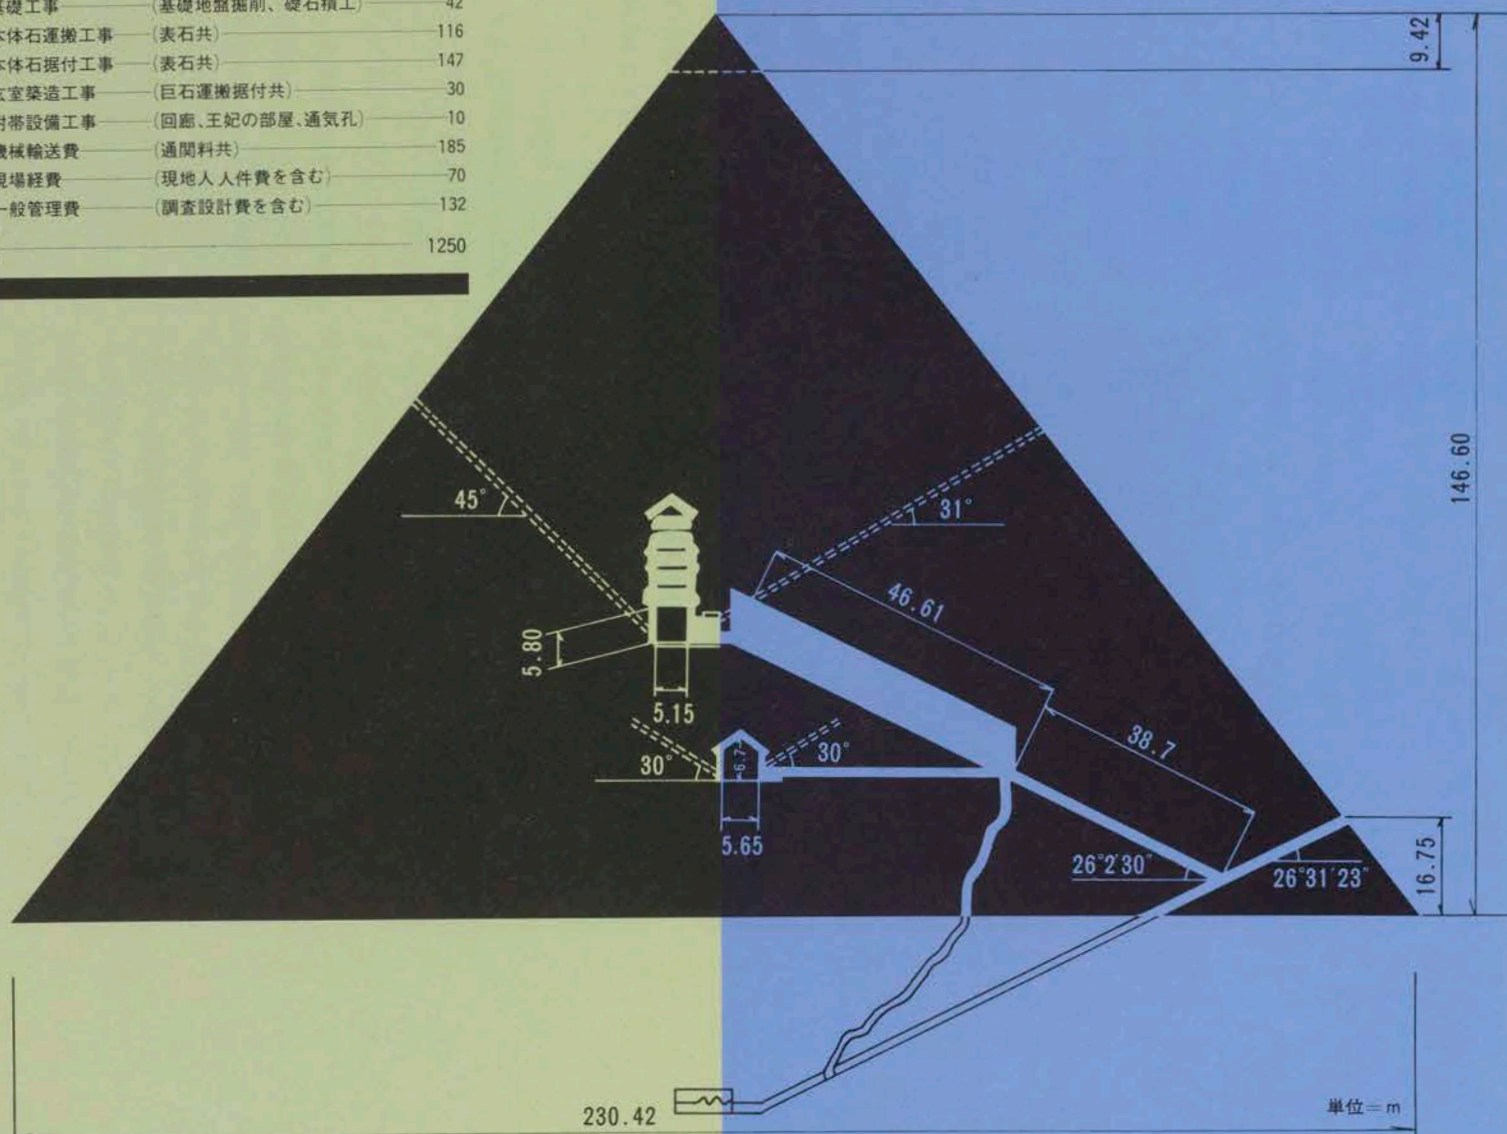 礎工事 (基礎地盤掘削、礎石積工) 42
体石運搬工事 (表石共) 116
体石据付工事 (表石共) 147
室築造工事 (巨石運搬据付共) 30
帯設備工事 (回廊、王妃の部屋、通気孔) 10
機械輸送費 (通関料共) 185
現場経費 (現地人人件費を含む) 70
一般管理費 (調査設計費を含む) 132
1250
9.42
146.60
45°
31°
46.61
5.80
5.15
38.7
30°
6.7
30°
5.65
26°2′30″
26°31′23″
16.75
230.42
単位=m